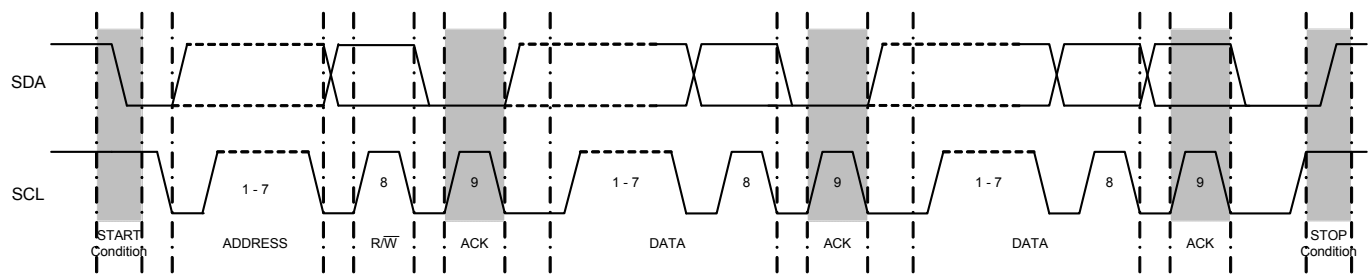 SDA
SCL
1 - 7
8
9
1 - 7
8
9
1 - 7
8
9
START
Condition
ADDRESS
R/W̅
ACK
DATA
ACK
DATA
ACK
STOP
Condition